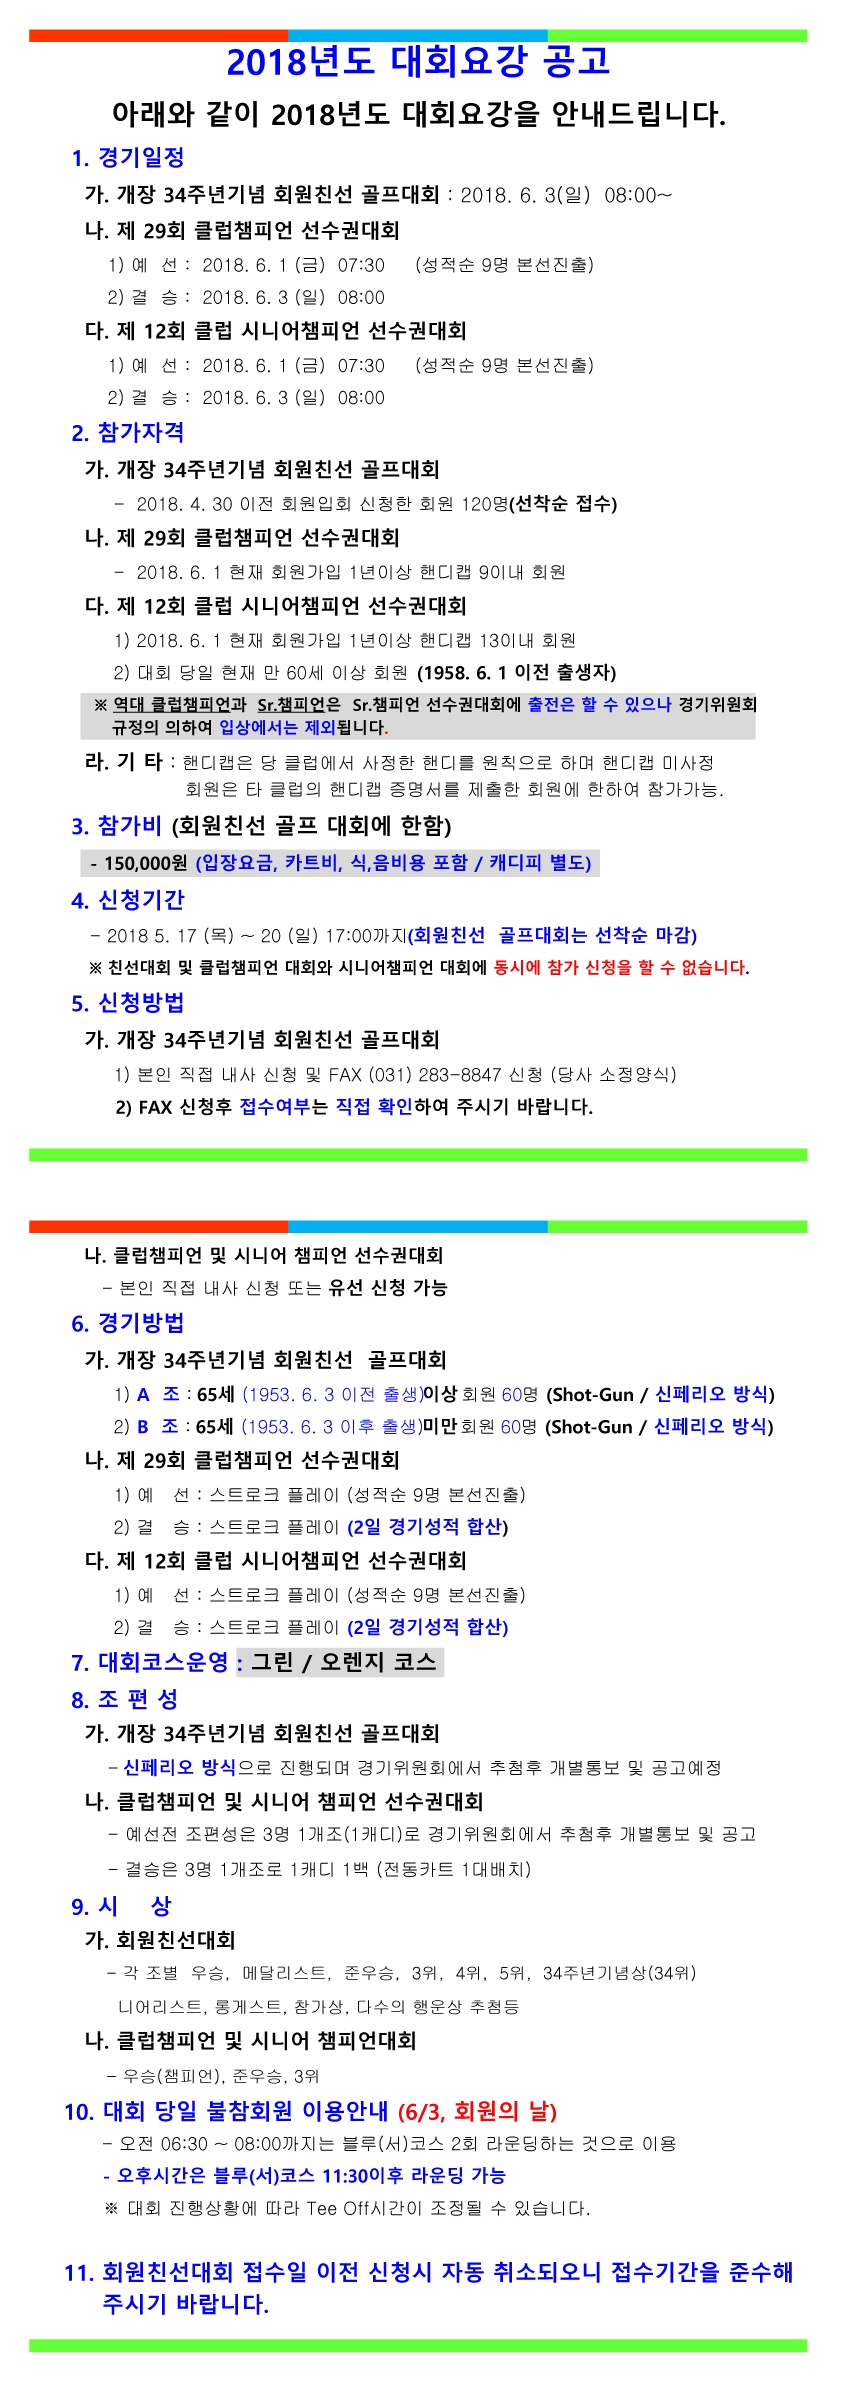 2018년도 대회요강 공고
아래와 같이 2018년도 대회요강을 안내드립니다.
1. 경기일정
가. 개장 34주년기념 회원친선 골프대회 : 2018. 6. 3(일) 08:00~
나. 제 29회 클럽챔피언 선수권대회
1) 예 선 : 2018. 6. 1 (금) 07:30 (성적순 9명 본선진출)
2) 결 승 : 2018. 6. 3 (일) 08:00
다. 제 12회 클럽 시니어챔피언 선수권대회
1) 예 선 : 2018. 6. 1 (금) 07:30 (성적순 9명 본선진출)
2) 결 승 : 2018. 6. 3 (일) 08:00
2. 참가자격
가. 개장 34주년기념 회원친선 골프대회
- 2018. 4. 30 이전 회원입회 신청한 회원 120명(선착순 접수)
나. 제 29회 클럽챔피언 선수권대회
- 2018. 6. 1 현재 회원가입 1년이상 핸디캡 9이내 회원
다. 제 12회 클럽 시니어챔피언 선수권대회
1) 2018. 6. 1 현재 회원가입 1년이상 핸디캡 13이내 회원
2) 대회 당일 현재 만 60세 이상 회원 (1958. 6. 1 이전 출생자)
※ 역대 클럽챔피언과 Sr.챔피언은 Sr.챔피언 선수권대회에 출전은 할 수 있으나 경기위원회
규정의 의하여 입상에서는 제외됩니다.
라. 기 타 : 핸디캡은 당 클럽에서 사정한 핸디를 원칙으로 하며 핸디캡 미사정
회원은 타 클럽의 핸디캡 증명서를 제출한 회원에 한하여 참가가능.
3. 참가비 (회원친선 골프 대회에 한함)
- 150,000원 (입장요금, 카트비, 식,음비용 포함 / 캐디피 별도)
4. 신청기간
- 2018 5. 17 (목) ~ 20 (일) 17:00까지(회원친선 골프대회는 선착순 마감)
※ 친선대회 및 클럽챔피언 대회와 시니어챔피언 대회에 동시에 참가 신청을 할 수 없습니다.
5. 신청방법
가. 개장 34주년기념 회원친선 골프대회
1) 본인 직접 내사 신청 및 FAX (031) 283-8847 신청 (당사 소정양식)
2) FAX 신청후 접수여부는 직접 확인하여 주시기 바랍니다.
나. 클럽챔피언 및 시니어 챔피언 선수권대회
- 본인 직접 내사 신청 또는 유선 신청 가능
6. 경기방법
가. 개장 34주년기념 회원친선 골프대회
1) A 조 : 65세 (1953. 6. 3 이전 출생)이상 회원 60명 (Shot-Gun / 신페리오 방식)
2) B 조 : 65세 (1953. 6. 3 이후 출생)미만 회원 60명 (Shot-Gun / 신페리오 방식)
나. 제 29회 클럽챔피언 선수권대회
1) 예 선 : 스트로크 플레이 (성적순 9명 본선진출)
2) 결 승 : 스트로크 플레이 (2일 경기성적 합산)
다. 제 12회 클럽 시니어챔피언 선수권대회
1) 예 선 : 스트로크 플레이 (성적순 9명 본선진출)
2) 결 승 : 스트로크 플레이 (2일 경기성적 합산)
7. 대회코스운영 : 그린 / 오렌지 코스
8. 조 편 성
가. 개장 34주년기념 회원친선 골프대회
- 신페리오 방식으로 진행되며 경기위원회에서 추첨후 개별통보 및 공고예정
나. 클럽챔피언 및 시니어 챔피언 선수권대회
- 예선전 조편성은 3명 1개조(1캐디)로 경기위원회에서 추첨후 개별통보 및 공고
- 결승은 3명 1개조로 1캐디 1백 (전동카트 1대배치)
9. 시 상
가. 회원친선대회
- 각 조별 우승, 메달리스트, 준우승, 3위, 4위, 5위, 34주년기념상(34위)
니어리스트, 롱게스트, 참가상, 다수의 행운상 추첨등
나. 클럽챔피언 및 시니어 챔피언대회
- 우승(챔피언), 준우승, 3위
10. 대회 당일 불참회원 이용안내 (6/3, 회원의 날)
- 오전 06:30 ~ 08:00까지는 블루(서)코스 2회 라운딩하는 것으로 이용
- 오후시간은 블루(서)코스 11:30이후 라운딩 가능
※ 대회 진행상황에 따라 Tee Off시간이 조정될 수 있습니다.
11. 회원친선대회 접수일 이전 신청시 자동 취소되오니 접수기간을 준수해
주시기 바랍니다.